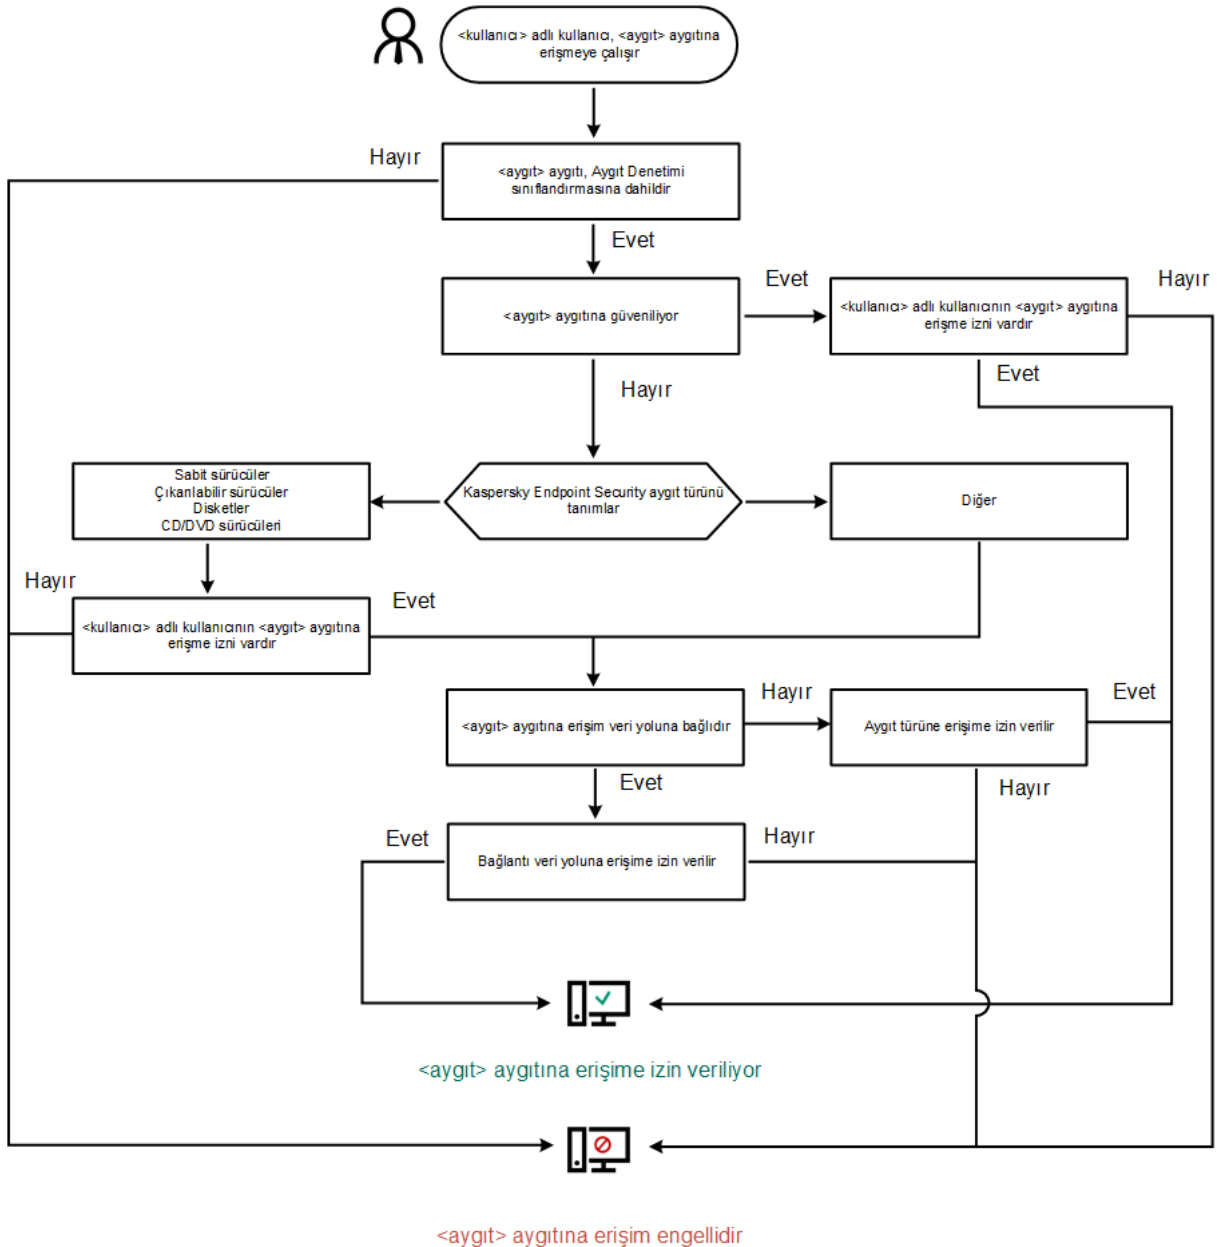 <kullanıcı> adlı kullanıcı, <aygıt> aygıtına
erişmeye çalışır
Hayır
<aygıt> aygıtı, Aygıt Denetimi
sınıflandırmasına dahildir
Evet
Evet
Hayır
<aygıt> aygıtına güveniliyor
<kullanıcı> adlı kullanıcının <aygıt> aygıtına
erişme izni vardır
Evet
Hayır
Sabit sürücüler
Çıkarılabilir sürücüler
Disketler
CD/DVD sürücüleri
Kaspersky Endpoint Security aygıt türünü
tanımlar
Diğer
Hayır
Evet
<kullanıcı> adlı kullanıcının <aygıt> aygıtına
erişme izni vardır
Hayır
Evet
<aygıt> aygıtına erişim veri yoluna bağlıdır
Aygıt türüne erişime izin verilir
Evet
Hayır
Evet
Hayır
Bağlantı veri yoluna erişime izin verilir
<aygıt> aygıtına erişime izin veriliyor
<aygıt> aygıtına erişim engellidir